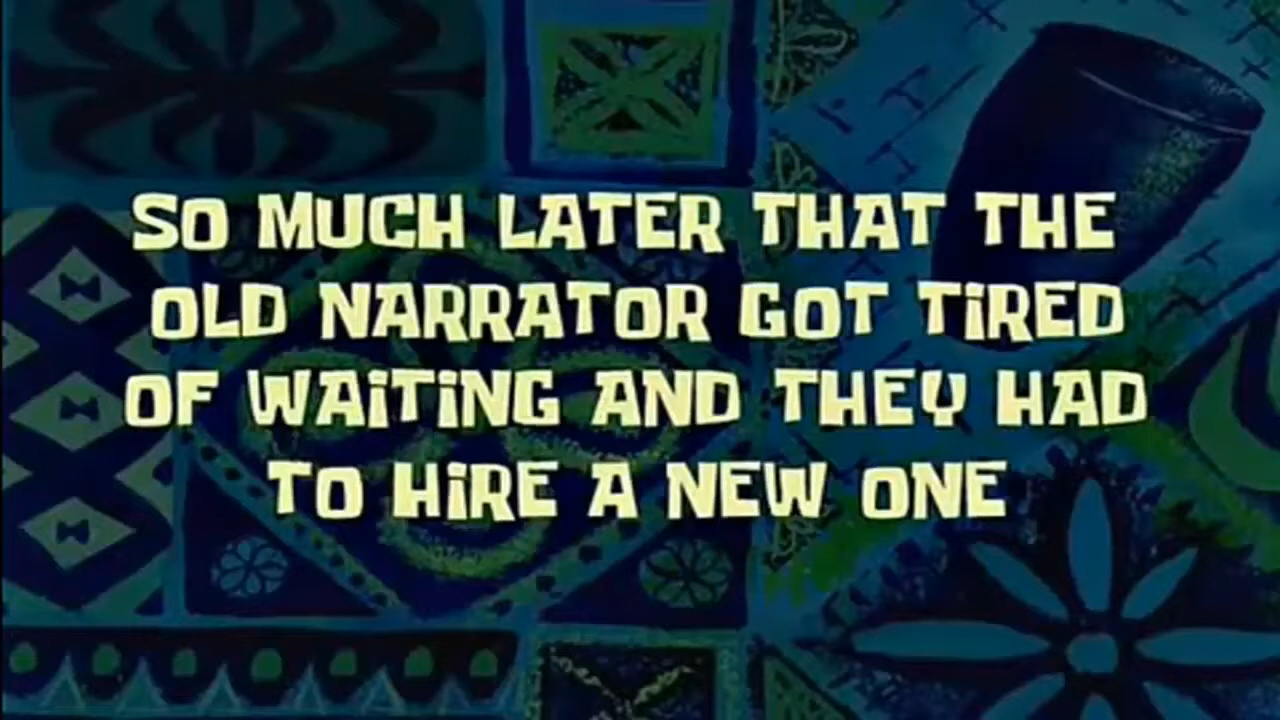 SO MUCH LATER THAT THE
OLD NARRATOR GOT TIRED
OF WAITING AND THEY HAD
TO HIRE A NEW ONE